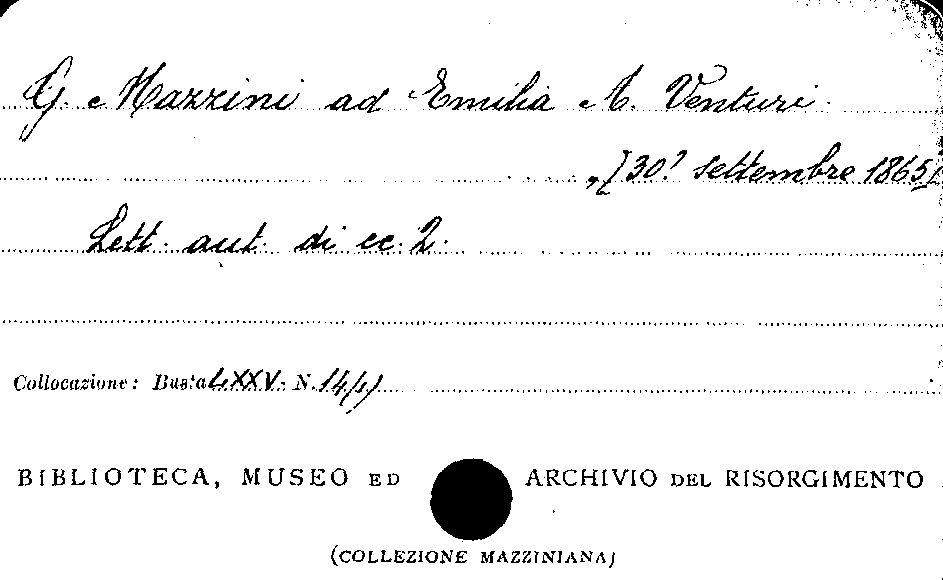 G. Mazzini ad Emilia A. Venturi.
, [30? settembre 1865]
Lett. aut. di cc. 2.
Collocazione: Busta LXXV - N. 14/1)
BIBLIOTECA, MUSEO ED ARCHIVIO DEL RISORGIMENTO
(COLLEZIONE MAZZINIANA)